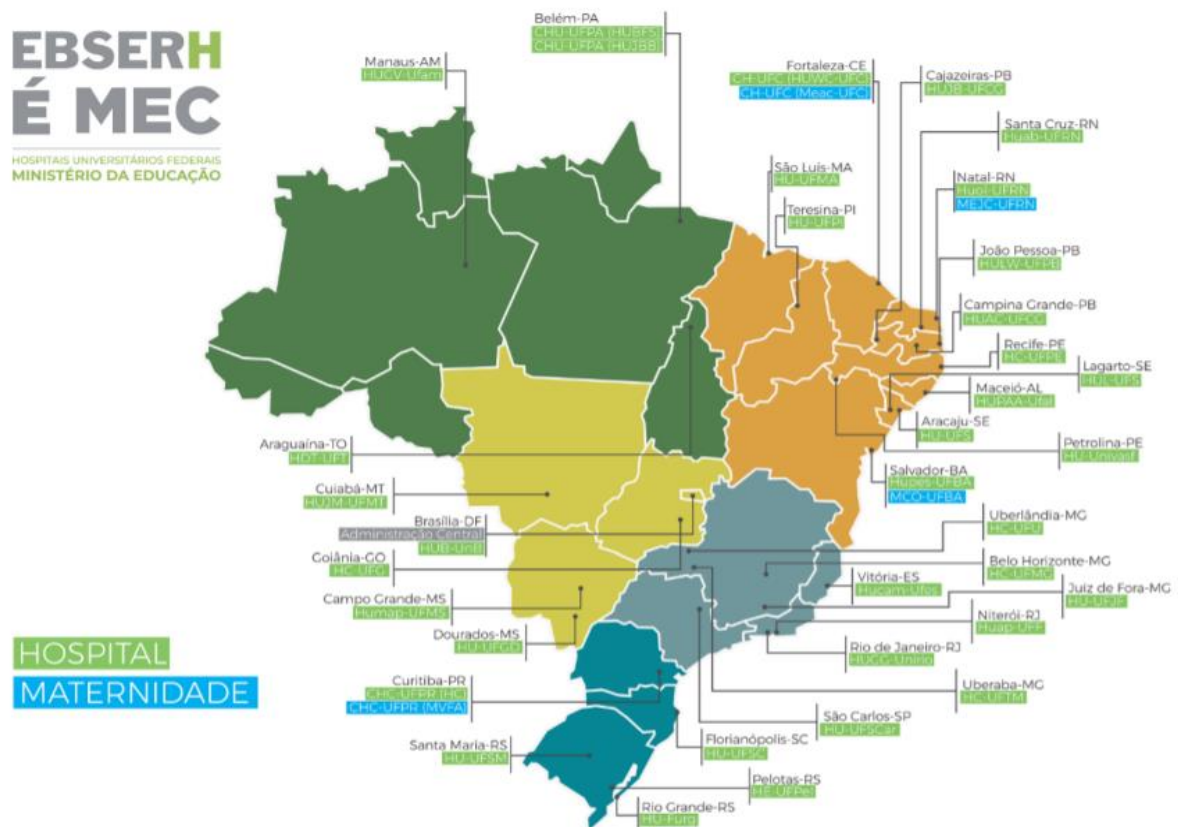 EBSERH
É MEC
HOSPITAIS UNIVERSITÁRIOS FEDERAIS
MINISTÉRIO DA EDUCAÇÃO
Belém-PA
CHU-UFPA (HUBFS)
CHU-UFPA (HUJBB)
Manaus-AM
HUGV-Ufam
Fortaleza-CE
CH-UFC (HUWC-UFC)
CH-UFC (Meac-UFC)
Cajazeiras-PB
HUJB-UFCG
Santa Cruz-RN
Huab-UFRN
São Luís-MA
HU-UFMA
Natal-RN
Huol-UFRN
MEJC-UFRN
Teresina-PI
HU-UFPI
João Pessoa-PB
HULW-UFPB
Campina Grande-PB
HUAC-UFCG
Recife-PE
HC-UFPE
Lagarto-SE
HUL-UFS
Maceió-AL
HUPAA-Ufal
Aracaju-SE
HU-UFS
Petrolina-PE
HU-Univasf
Araguaína-TO
HDT-UFT
Salvador-BA
Hupes-UFBA
MCO-UFBA
Cuiabá-MT
HUJM-UFMT
Brasília-DF
Administração Central
HUB-UnB
Uberlândia-MG
HC-UFU
Goiânia-GO
HC-UFG
Belo Horizonte-MG
HC-UFMG
Vitória-ES
Hucam-Ufes
Juiz de Fora-MG
HU-UFJF
Campo Grande-MS
Humap-UFMS
Niterói-RJ
Huap-UFF
Dourados-MS
HU-UFGD
Rio de Janeiro-RJ
HUGG-Unirio
HOSPITAL
MATERNIDADE
Curitiba-PR
CHC-UFPR (HC)
CHC-UFPR (MVFA)
Uberaba-MG
HC-UFTM
São Carlos-SP
HU-UFSCar
Santa Maria-RS
HU-UFSM
Florianópolis-SC
HU-UFSC
Pelotas-RS
HE-UFPel
Rio Grande-RS
HU-Furg